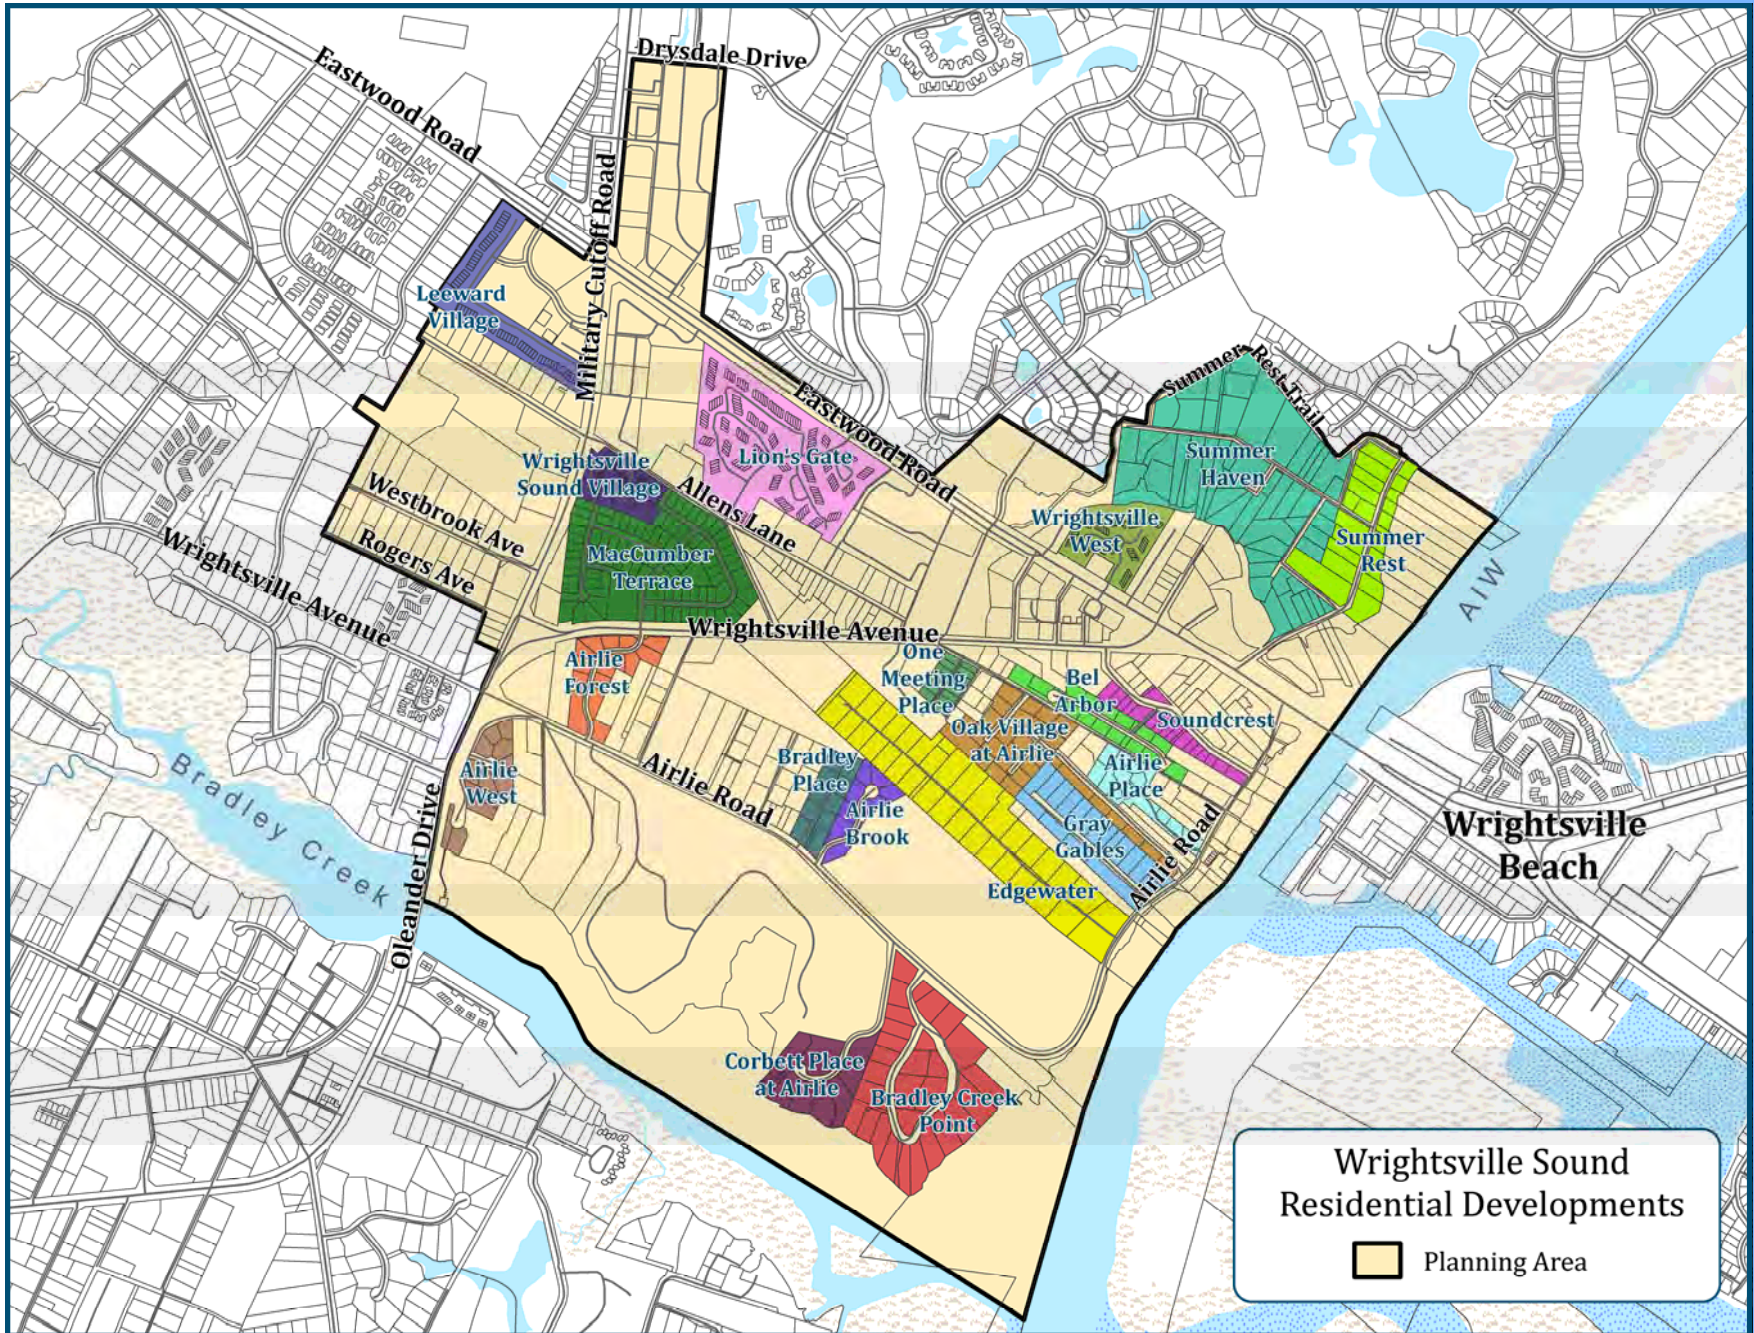 Drysdale Drive
Eastwood Road
Military Cutoff Road
Leeward
Village
Summer Rest Trail
Eastwood Road
Lion's Gate
Summer
Haven
Wrightsville
Sound Village
Allens Lane
Westbrook Ave
Wrightsville
West
Summer
Rest
Rogers Ave
MacCumber
Terrace
Wrightsville Avenue
AIW
Wrightsville Avenue
Airlie
Forest
One
Meeting
Place
Bel
Arbor
Soundcrest
Oak Village
at Airlie
Airlie
Place
Bradley
Place
Airlie
West
Airlie Road
Airlie
Brook
Gray
Gables
Bradley Creek
Oleander Drive
Edgewater
Airlie Road
Wrightsville
Beach
Corbett Place
at Airlie
Bradley Creek
Point
Wrightsville Sound
Residential Developments
Planning Area